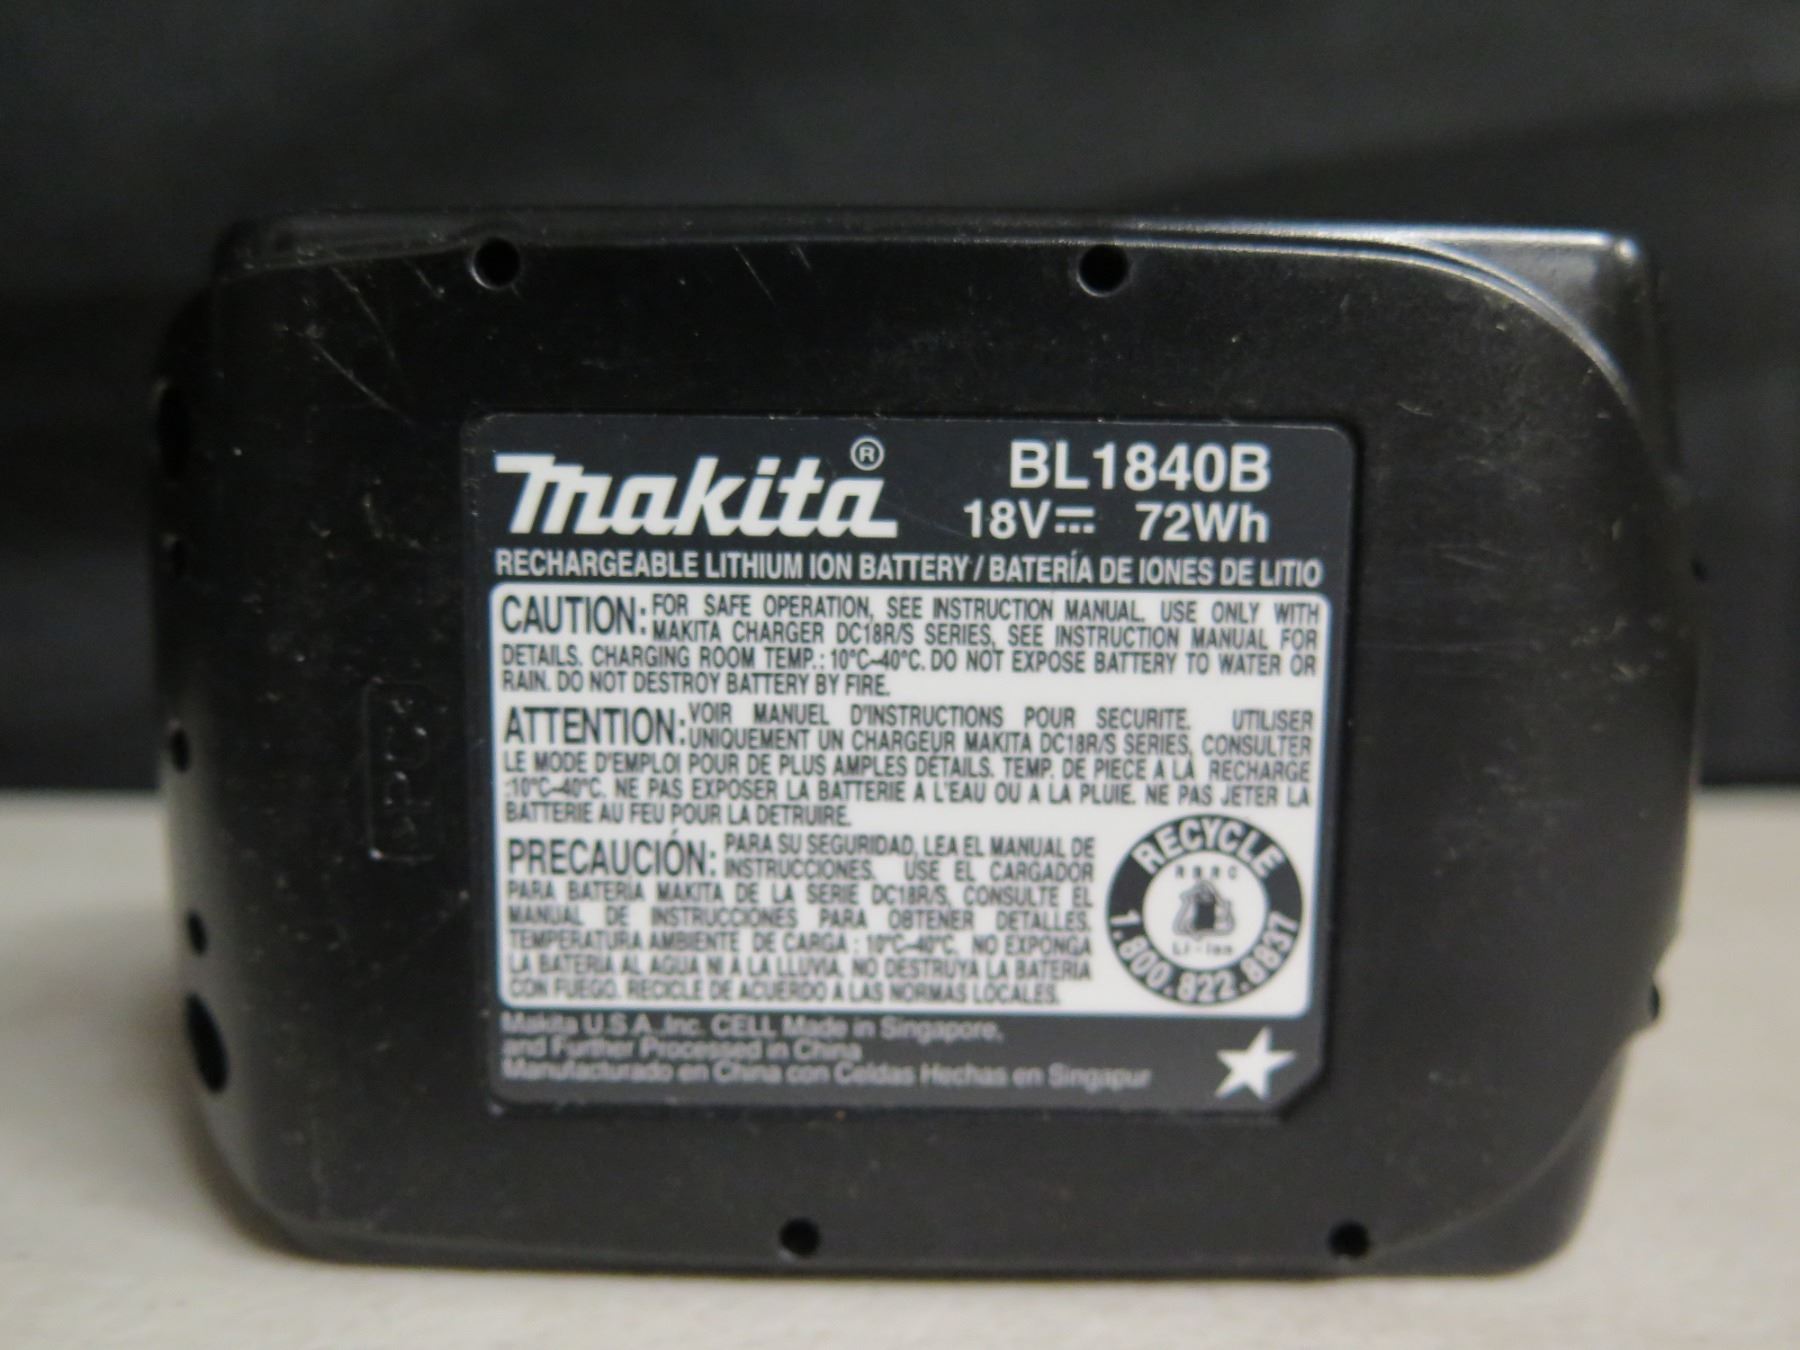 makita®
BL1840B
18V⎓ 72Wh
RECHARGEABLE LITHIUM ION BATTERY / BATERÍA DE IONES DE LITIO
CAUTION: FOR SAFE OPERATION, SEE INSTRUCTION MANUAL. USE ONLY WITH
MAKITA CHARGER DC18R/S SERIES, SEE INSTRUCTION MANUAL FOR
DETAILS. CHARGING ROOM TEMP.: 10°C–40°C. DO NOT EXPOSE BATTERY TO WATER OR
RAIN. DO NOT DESTROY BATTERY BY FIRE.
ATTENTION: VOIR MANUEL D'INSTRUCTIONS POUR SECURITE. UTILISER
UNIQUEMENT UN CHARGEUR MAKITA DC18R/S SERIES, CONSULTER
LE MODE D'EMPLOI POUR DE PLUS AMPLES DETAILS. TEMP. DE PIECE A LA RECHARGE
:10°C–40°C. NE PAS EXPOSER LA BATTERIE A L'EAU OU A LA PLUIE. NE PAS JETER LA
BATTERIE AU FEU POUR LA DETRUIRE.
PRECAUCIÓN: PARA SU SEGURIDAD, LEA EL MANUAL DE
INSTRUCCIONES. USE EL CARGADOR
PARA BATERÍA MAKITA DE LA SERIE DC18R/S, CONSULTE EL
MANUAL DE INSTRUCCIONES PARA OBTENER DETALLES.
TEMPERATURA AMBIENTE DE CARGA : 10°C–40°C. NO EXPONGA
LA BATERIA AL AGUA NI A LA LLUVIA. NO DESTRUYA LA BATERIA
CON FUEGO. RECICLE DE ACUERDO A LAS NORMAS LOCALES.
RECYCLE
RBRC
Li-Ion
1.800.822.8837
Makita U.S.A.,Inc. CELL Made in Singapore,
and Further Processed in China
Manufacturado en China con Celdas Hechas en Singapur
>PC<